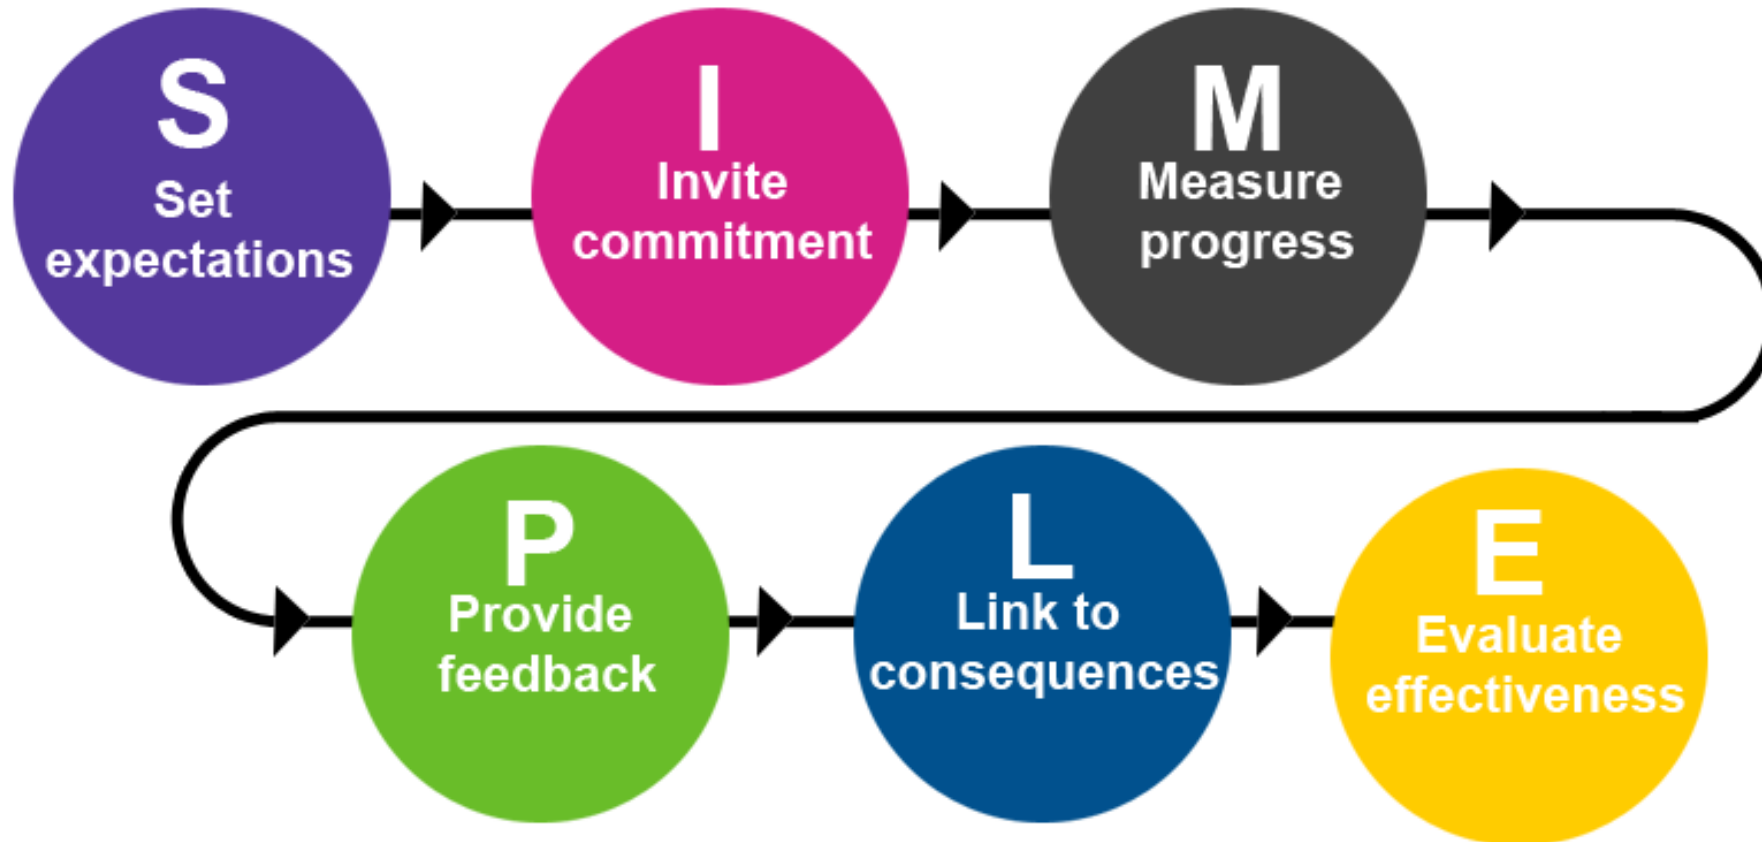 S
Set
expectations
I
Invite
commitment
M
Measure
progress
P
Provide
feedback
L
Link to
consequences
E
Evaluate
effectiveness